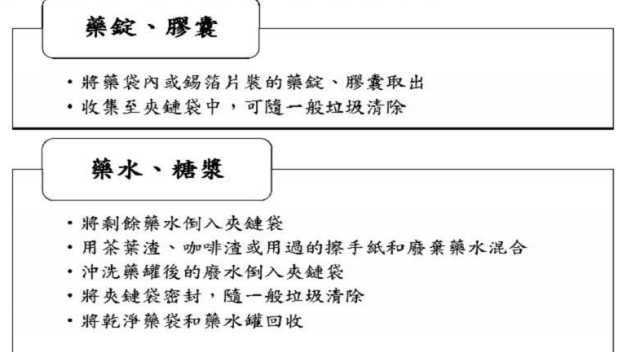 藥錠、膠囊
・將藥袋內或錫箔片裝的藥錠、膠囊取出
・收集至夾鏈袋中，可隨一般垃圾清除
藥水、糖漿
・將剩餘藥水倒入夾鏈袋
・用茶葉渣、咖啡渣或用過的擦手紙和廢棄藥水混合
・沖洗藥罐後的廢水倒入夾鏈袋
・將夾鏈袋密封，隨一般垃圾清除
・將乾淨藥袋和藥水罐回收